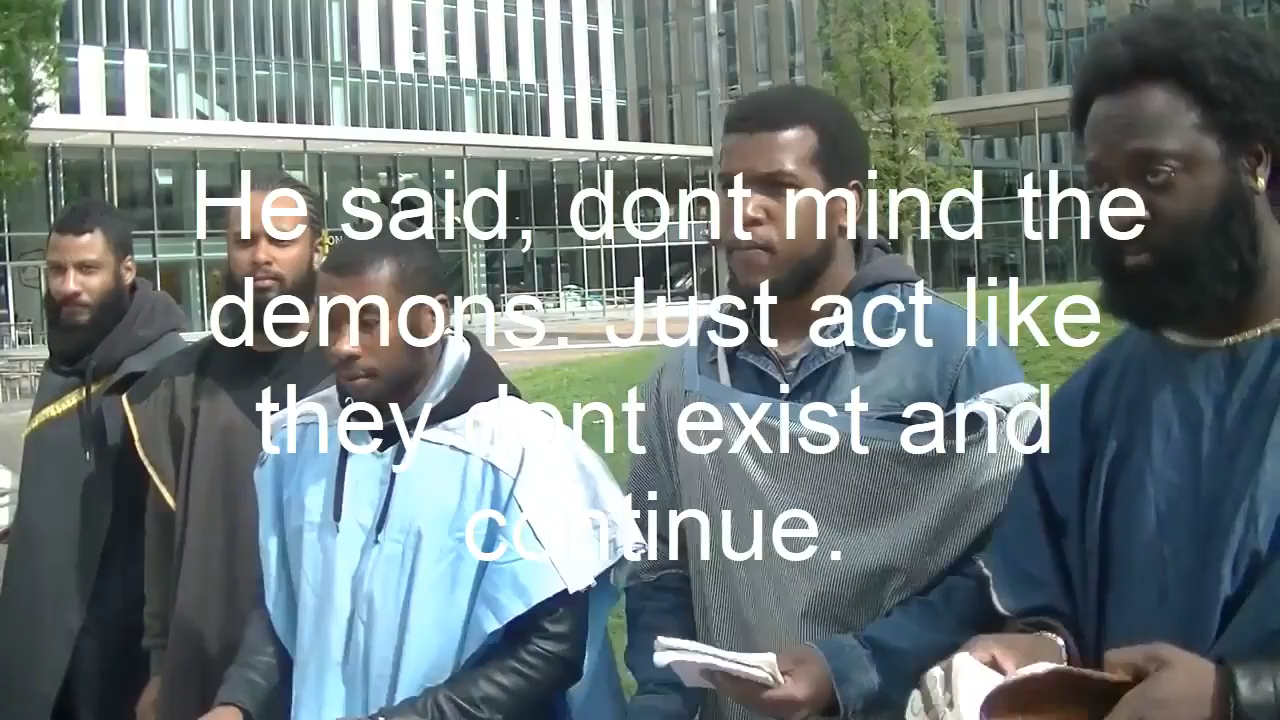 He said, dont mind the
demons. Just act like
they dont exist and
continue.